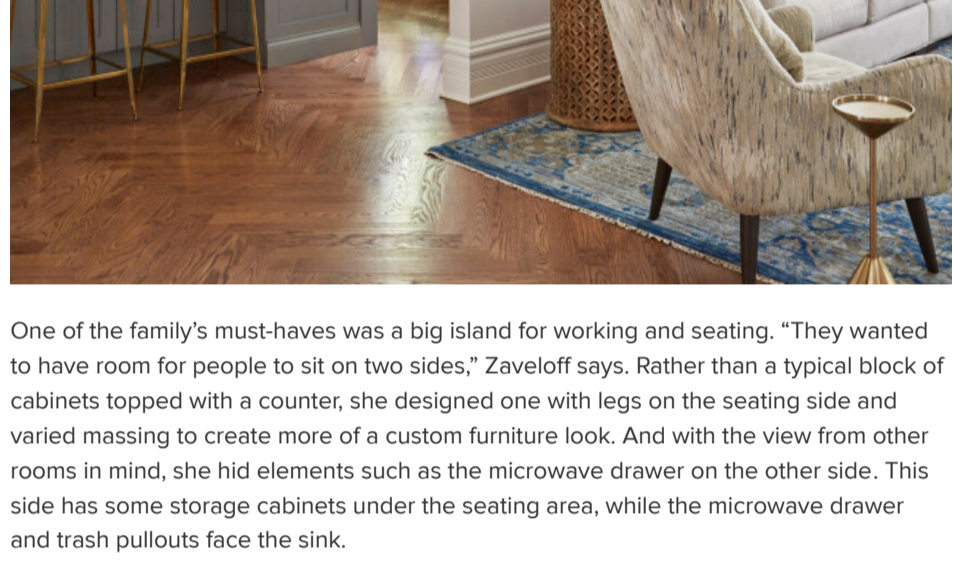 One of the family’s must-haves was a big island for working and seating. “They wanted
to have room for people to sit on two sides,” Zaveloff says. Rather than a typical block of
cabinets topped with a counter, she designed one with legs on the seating side and
varied massing to create more of a custom furniture look. And with the view from other
rooms in mind, she hid elements such as the microwave drawer on the other side. This
side has some storage cabinets under the seating area, while the microwave drawer
and trash pullouts face the sink.